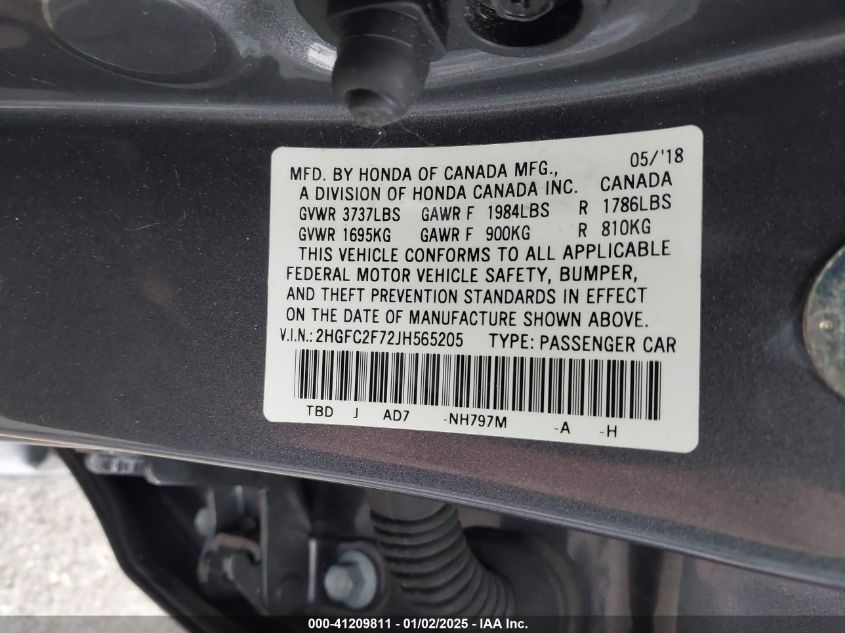 MFD. BY HONDA OF CANADA MFG., 05/'18
A DIVISION OF HONDA CANADA INC. CANADA
GVWR 3737LBS GAWR F 1984LBS R 1786LBS
GVWR 1695KG GAWR F 900KG R 810KG
THIS VEHICLE CONFORMS TO ALL APPLICABLE
FEDERAL MOTOR VEHICLE SAFETY, BUMPER,
AND THEFT PREVENTION STANDARDS IN EFFECT
ON THE DATE OF MANUFACTURE SHOWN ABOVE.
V.I.N.: 2HGFC2F72JH565205 TYPE: PASSENGER CAR
TBD J AD7 -NH797M -A -H
000-41209811 - 01/02/2025 - www.iaai.com